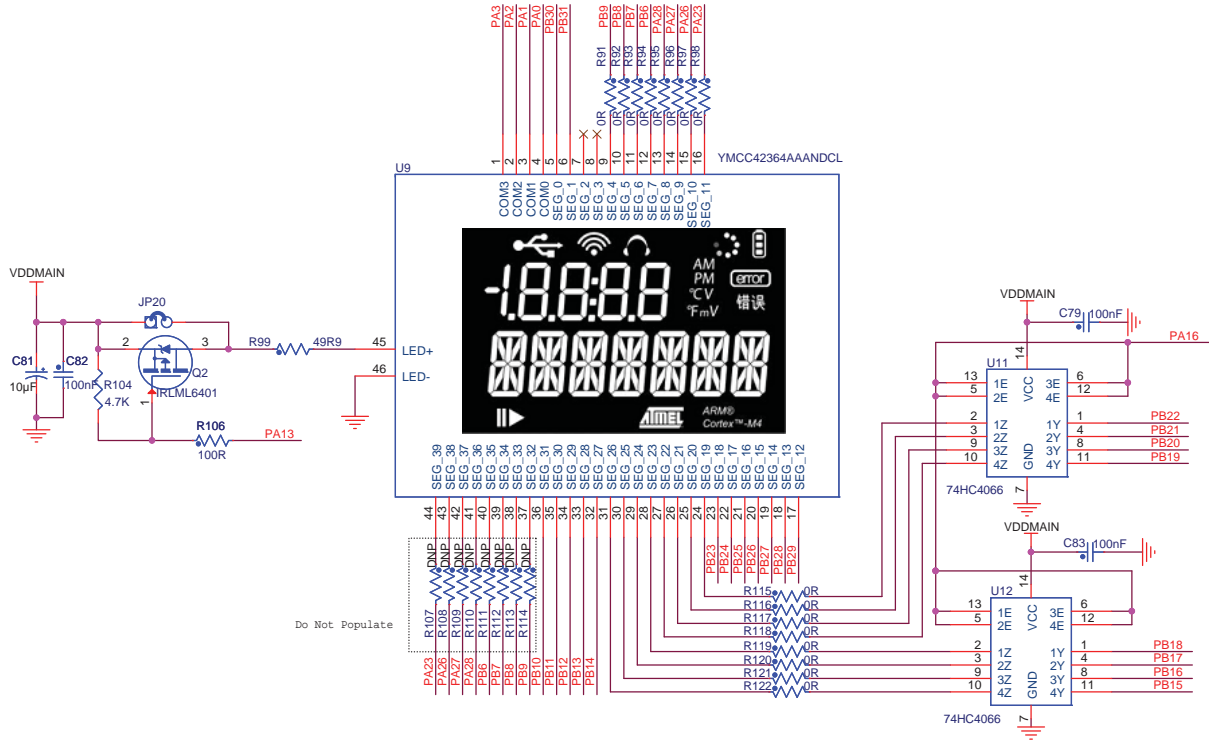 PA3 PA2 PA1 PA0 PB30 PB31 PB9 PB8 PB7 PB6 PA28 PA27 PA26 PA23
R91 R92 R93 R94 R95 R96 R97 R98
0R 0R 0R 0R 0R 0R 0R 0R
1 2 3 4 5 6 7 8 9 10 11 12 13 14 15 16
YMCC42364AAANDCL
U9
COM3 COM2 COM1 COM0 SEG_0 SEG_1 SEG_2 SEG_3 SEG_4 SEG_5 SEG_6 SEG_7 SEG_8 SEG_9 SEG_10 SEG_11
-1.8.8:8.8
AM
PM
°C V
°F mV
error
错误
ATMEL
ARM®
Cortex™-M4
VDDMAIN
JP20
2 3
C81
10µF
C82
100nF
R104
4.7K
Q2
IRLML6401
1
R106
100R
PA13
R99 49R9
45 LED+
46 LED-
SEG_39 SEG_38 SEG_37 SEG_36 SEG_35 SEG_34 SEG_33 SEG_32 SEG_31 SEG_30 SEG_29 SEG_28 SEG_27 SEG_26 SEG_25 SEG_24 SEG_23 SEG_22 SEG_21 SEG_20 SEG_19 SEG_18 SEG_17 SEG_16 SEG_15 SEG_14 SEG_13 SEG_12
44 43 42 41 40 39 38 37 36 35 34 33 32 31 30 29 28 27 26 25 24 23 22 21 20 19 18 17
DNP DNP DNP DNP DNP DNP DNP DNP
R107 R108 R109 R110 R111 R112 R113 R114
Do Not Populate
PA23 PA26 PA27 PA28 PB6 PB7 PB8 PB9 PB10 PB11 PB12 PB13 PB14
PB23 PB24 PB25 PB26 PB27 PB28 PB29
R115 0R
R116 0R
R117 0R
R118 0R
R119 0R
R120 0R
R121 0R
R122 0R
VDDMAIN
C79 100nF
PA16
U11
14
VCC
13 1E 3E 6
5 2E 4E 12
2 1Z 1Y 1 PB22
3 2Z 2Y 4 PB21
9 3Z 3Y 8 PB20
10 4Z 4Y 11 PB19
GND
7
74HC4066
VDDMAIN
C83 100nF
U12
14
VCC
13 1E 3E 6
5 2E 4E 12
2 1Z 1Y 1 PB18
3 2Z 2Y 4 PB17
9 3Z 3Y 8 PB16
10 4Z 4Y 11 PB15
GND
7
74HC4066